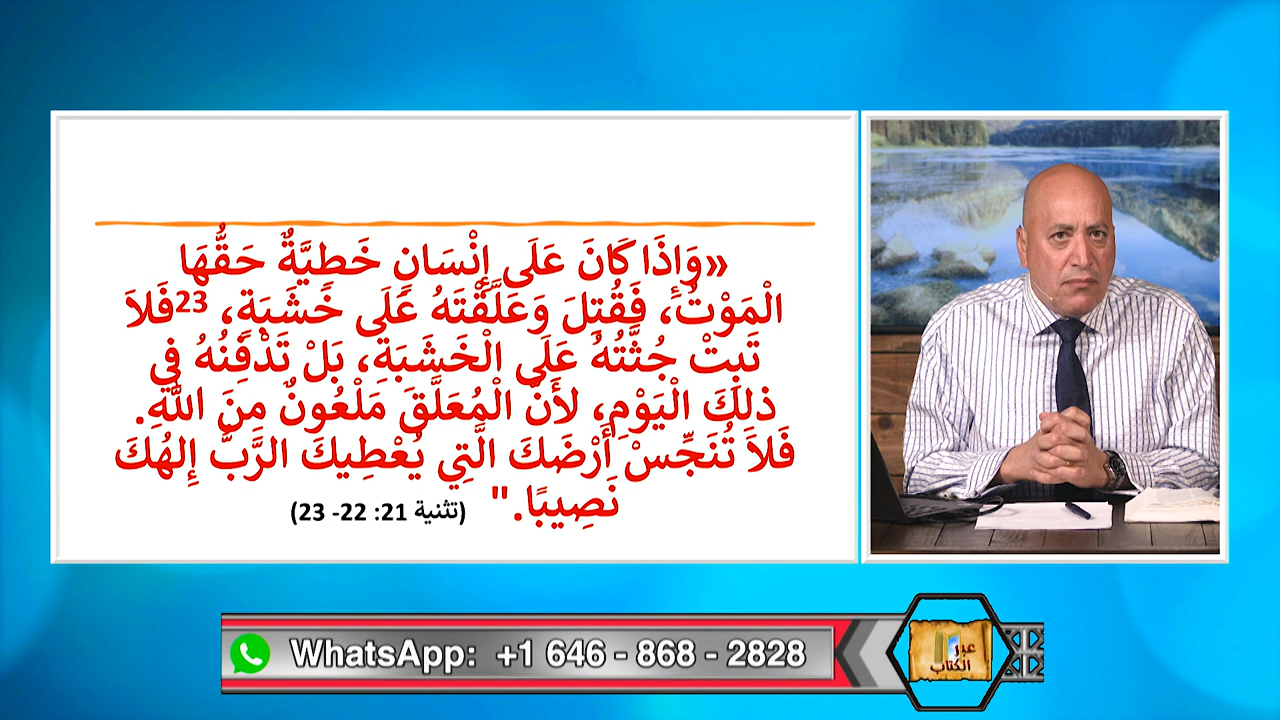 «وَإِذَا كَانَ عَلَى إِنْسَانٍ خَطِيَّةٌ حَقُّهَا
الْمَوْتُ، فَقُتِلَ وَعَلَّقْتَهُ عَلَى خَشَبَةٍ، 23فَلاَ
تَبِتْ جُثَّتُهُ عَلَى الْخَشَبَةِ، بَلْ تَدْفِنُهُ فِي
ذلِكَ الْيَوْمِ، لأَنَّ الْمُعَلَّقَ مَلْعُونٌ مِنَ اللهِ.
فَلاَ تُنَجِّسْ أَرْضَكَ الَّتِي يُعْطِيكَ الرَّبُّ إِلهُكَ
نَصِيبًا." (تثنية 21: 22- 23)
WhatsApp: +1 646 - 868 - 2828
عبر
الكتاب